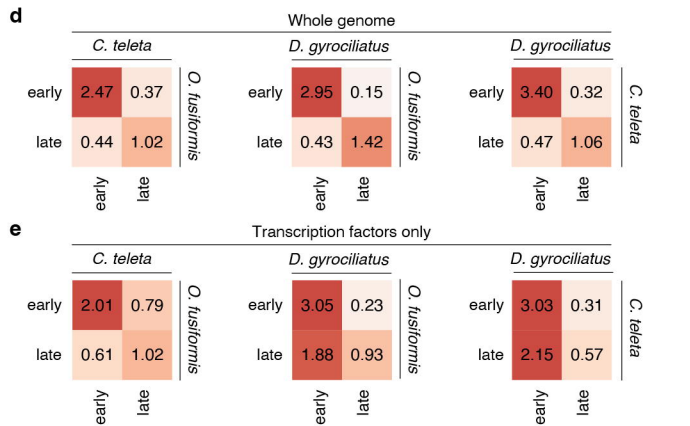 d
Whole genome
C. teleta
D. gyrociliatus
D. gyrociliatus
early 2.47 0.37
late 0.44 1.02
O. fusiformis
early late
early 2.95 0.15
late 0.43 1.42
O. fusiformis
early late
early 3.40 0.32
late 0.47 1.06
C. teleta
early late
e
Transcription factors only
C. teleta
D. gyrociliatus
D. gyrociliatus
early 2.01 0.79
late 0.61 1.02
O. fusiformis
early late
early 3.05 0.23
late 1.88 0.93
O. fusiformis
early late
early 3.03 0.31
late 2.15 0.57
C. teleta
early late